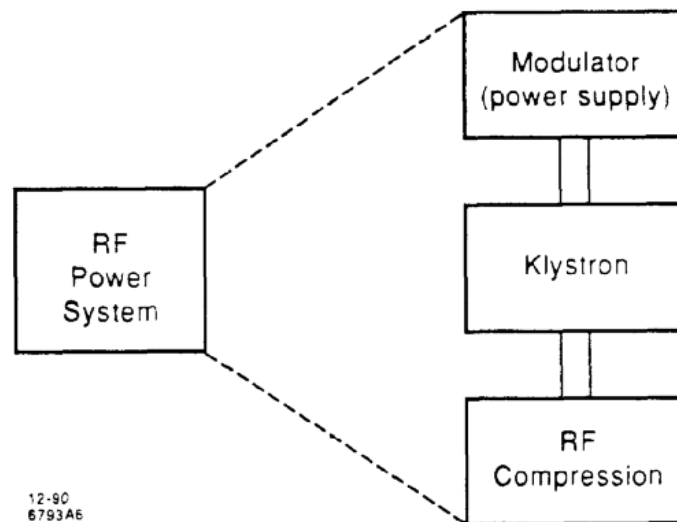 RF
Power
System
Modulator
(power supply)
Klystron
RF
Compression
12-90
6793A6